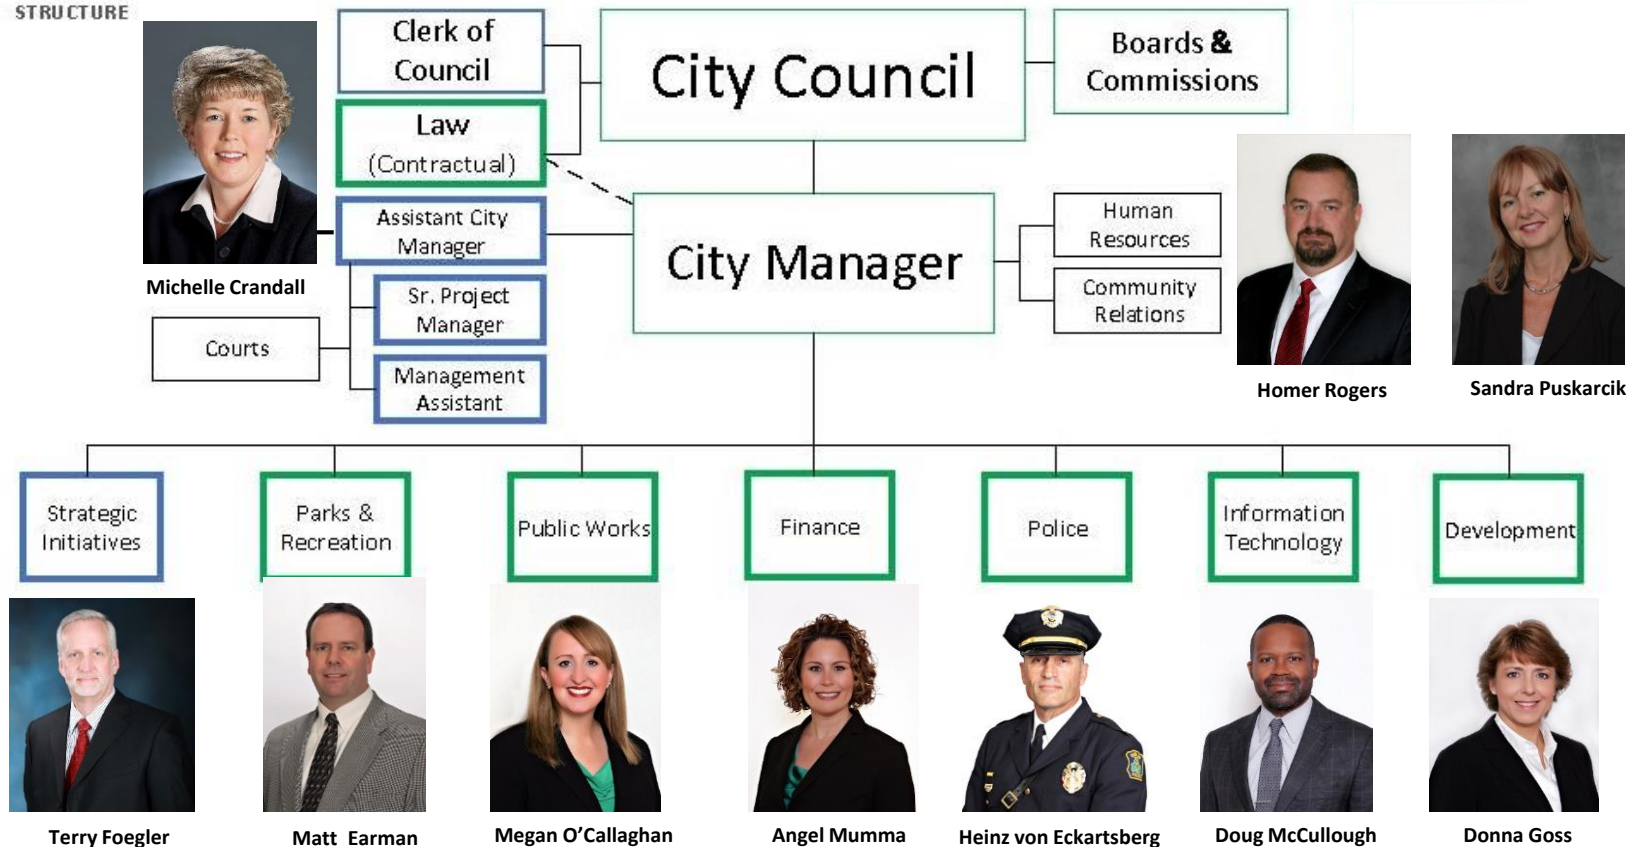 STRUCTURE
Clerk of
Council
City Council
Boards &
Commissions
Law
(Contractual)
Assistant City
Manager
City Manager
Human
Resources
Michelle Crandall
Sr. Project
Manager
Community
Relations
Courts
Management
Assistant
Homer Rogers
Sandra Puskarcik
Strategic
Initiatives
Parks &
Recreation
Public Works
Finance
Police
Information
Technology
Development
Terry Foegler
Matt Earman
Megan O’Callaghan
Angel Mumma
Heinz von Eckartsberg
Doug McCullough
Donna Goss